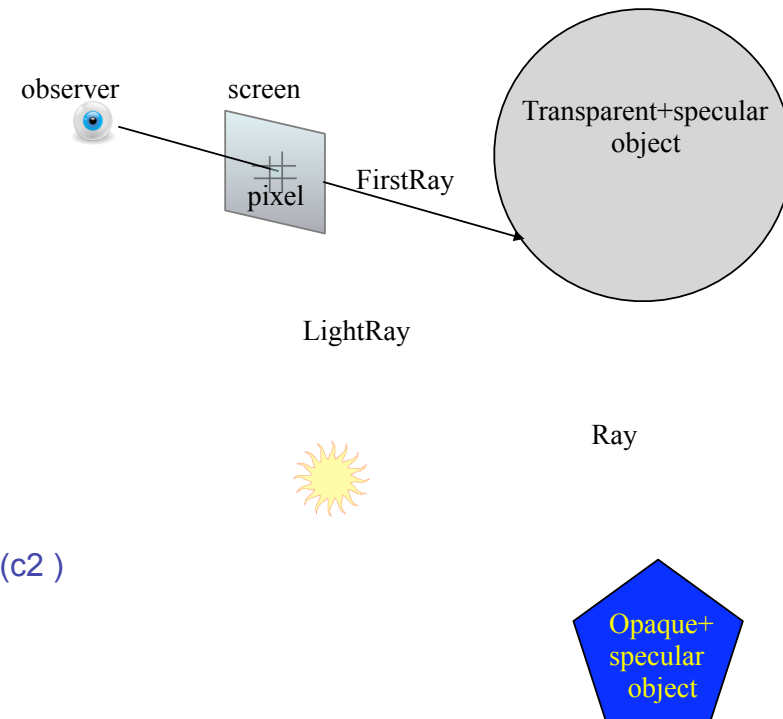 observer
screen
Transparent+specular
object
FirstRay
pixel
LightRay
Ray
(c2 )
Opaque+
specular
object